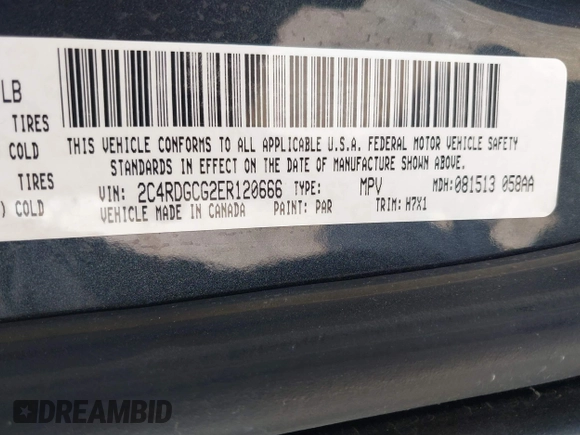 LB
TIRES
COLD
TIRES
) COLD
THIS VEHICLE CONFORMS TO ALL APPLICABLE U.S.A. FEDERAL MOTOR VEHICLE SAFETY
STANDARDS IN EFFECT ON THE DATE OF MANUFACTURE SHOWN ABOVE.
VIN: 2C4RDGCG2ER120666 TYPE: MPV MDH:081513 058AA
VEHICLE MADE IN CANADA PAINT: PAR TRIM: H7X1
DREAMBID